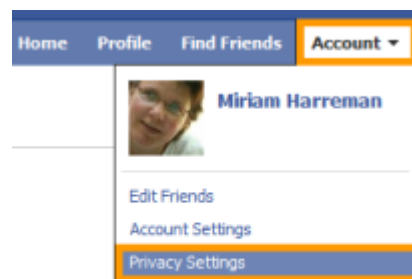 Home Profile Find Friends Account
Miriam Harreman
Edit Friends
Account Settings
Privacy Settings